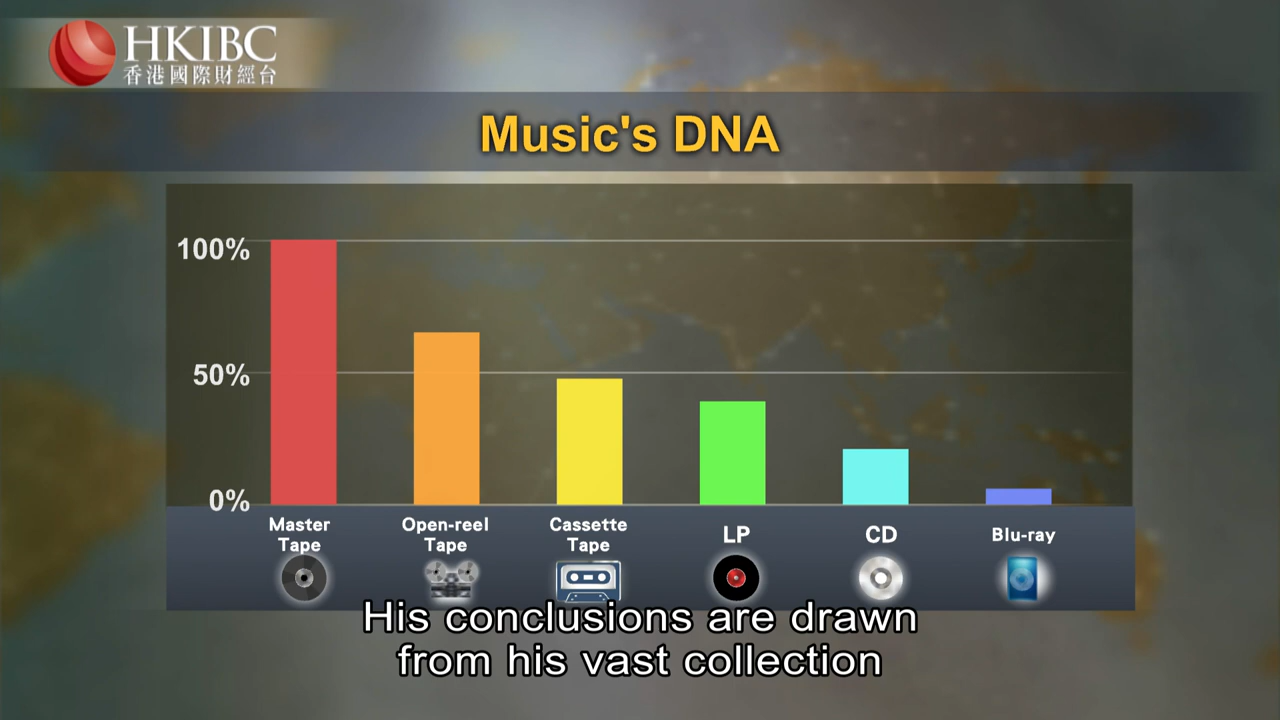 HKIBC
香港國際財經台
Music's DNA
100%
50%
0%
Master
Tape
Open-reel
Tape
Cassette
Tape
LP
CD
Blu-ray
His conclusions are drawn
from his vast collection